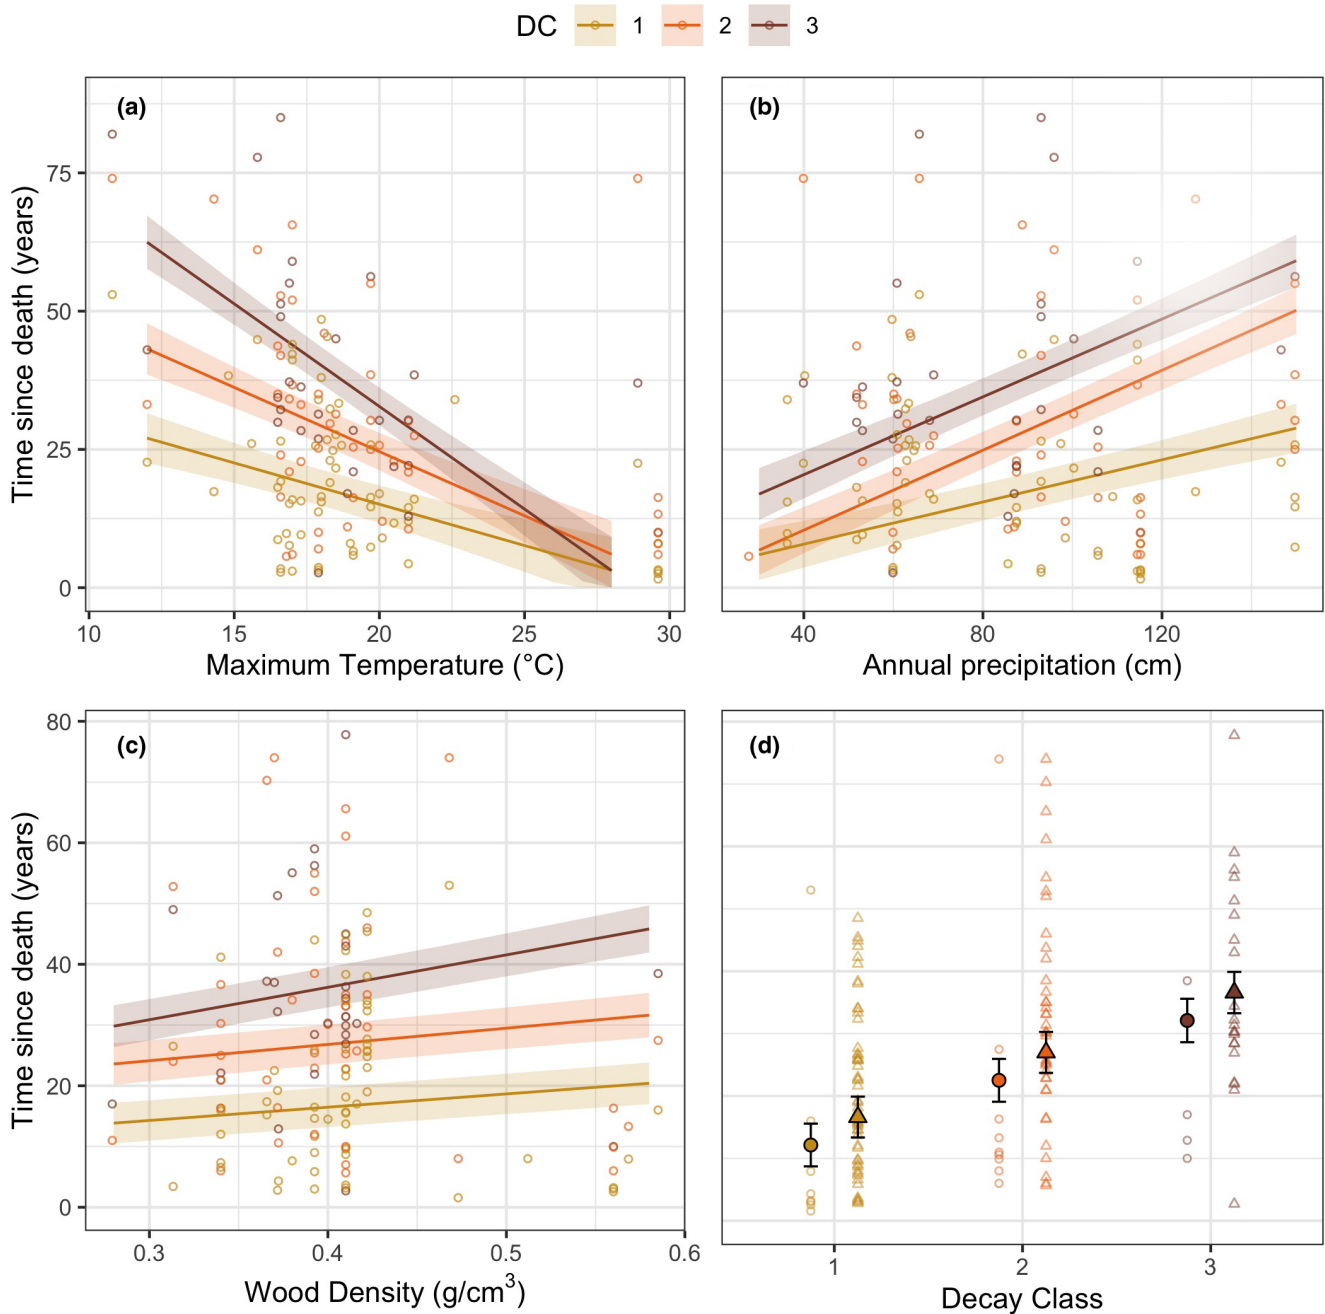 DC 1 2 3
(a)
(b)
Time since death (years)
75
50
25
0
10 15 20 25 30
40 80 120
Maximum Temperature (°C)
Annual precipitation (cm)
(c)
(d)
Time since death (years)
80
60
40
20
0
0.3 0.4 0.5 0.6
1 2 3
Wood Density (g/cm³)
Decay Class